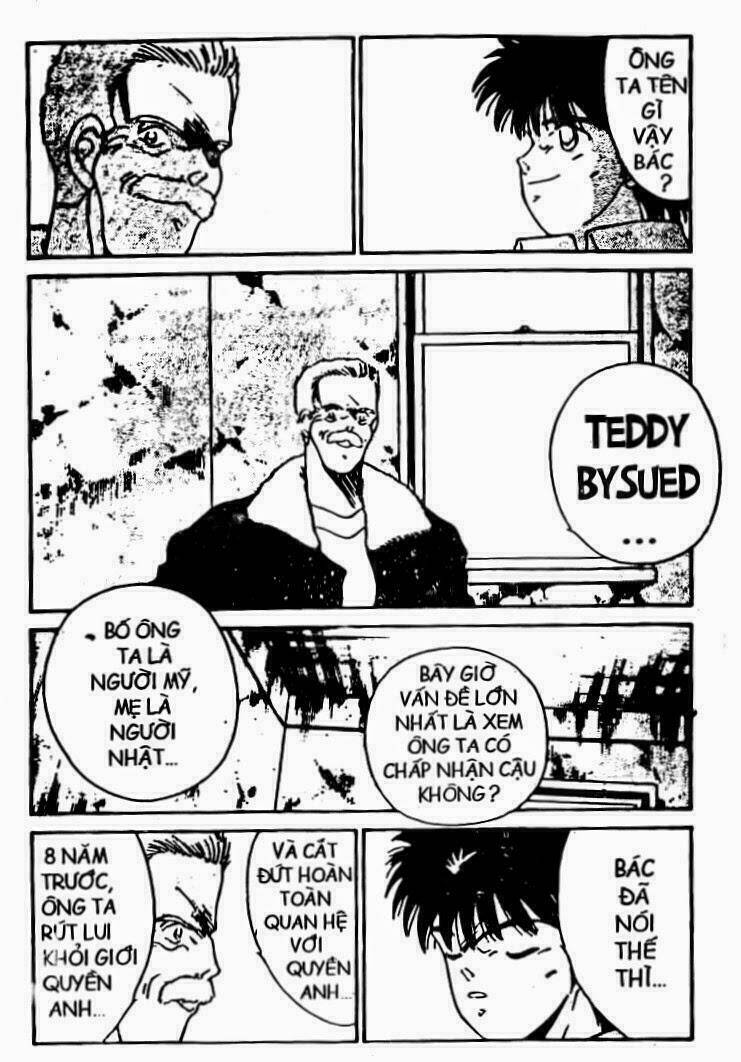 ÔNG
TA TÊN
GÌ
VẬY
BÁC
?
TEDDY
BYSUED
...
BỐ ÔNG
TA LÀ
NGƯỜI MỸ,
MẸ LÀ
NGƯỜI
NHẬT...
BÂY GIỜ
VẤN ĐỀ LỚN
NHẤT LÀ XEM
ÔNG TA CÓ
CHẤP NHẬN CẬU
KHÔNG?
8 NĂM
TRƯỚC,
ÔNG TA
RÚT LUI
KHỎI GIỚI
QUYỀN
ANH...
VÀ CẮT
ĐỨT HOÀN
TOÀN
QUAN HỆ
VỚI
QUYỀN
ANH...
BÁC
ĐÃ
NÓI
THẾ
THÌ...